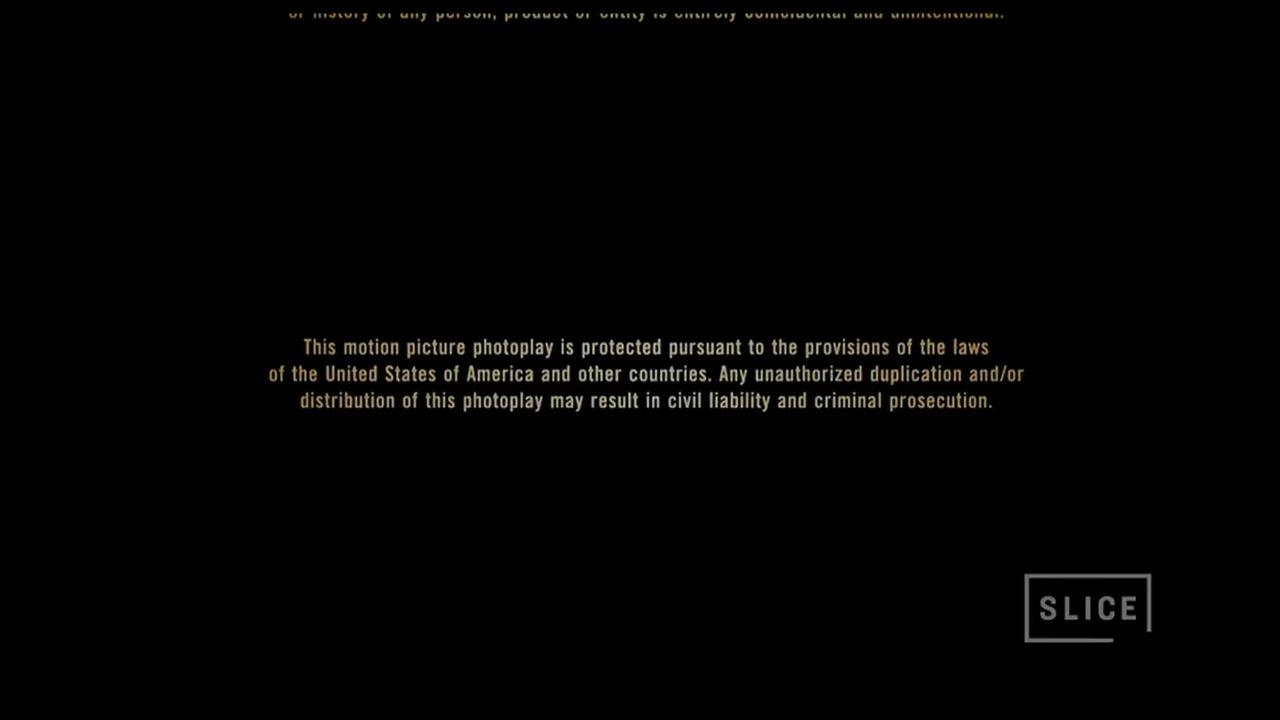 or history of any person, product or entity is entirely coincidental and unintentional.
This motion picture photoplay is protected pursuant to the provisions of the laws
of the United States of America and other countries. Any unauthorized duplication and/or
distribution of this photoplay may result in civil liability and criminal prosecution.
SLICE